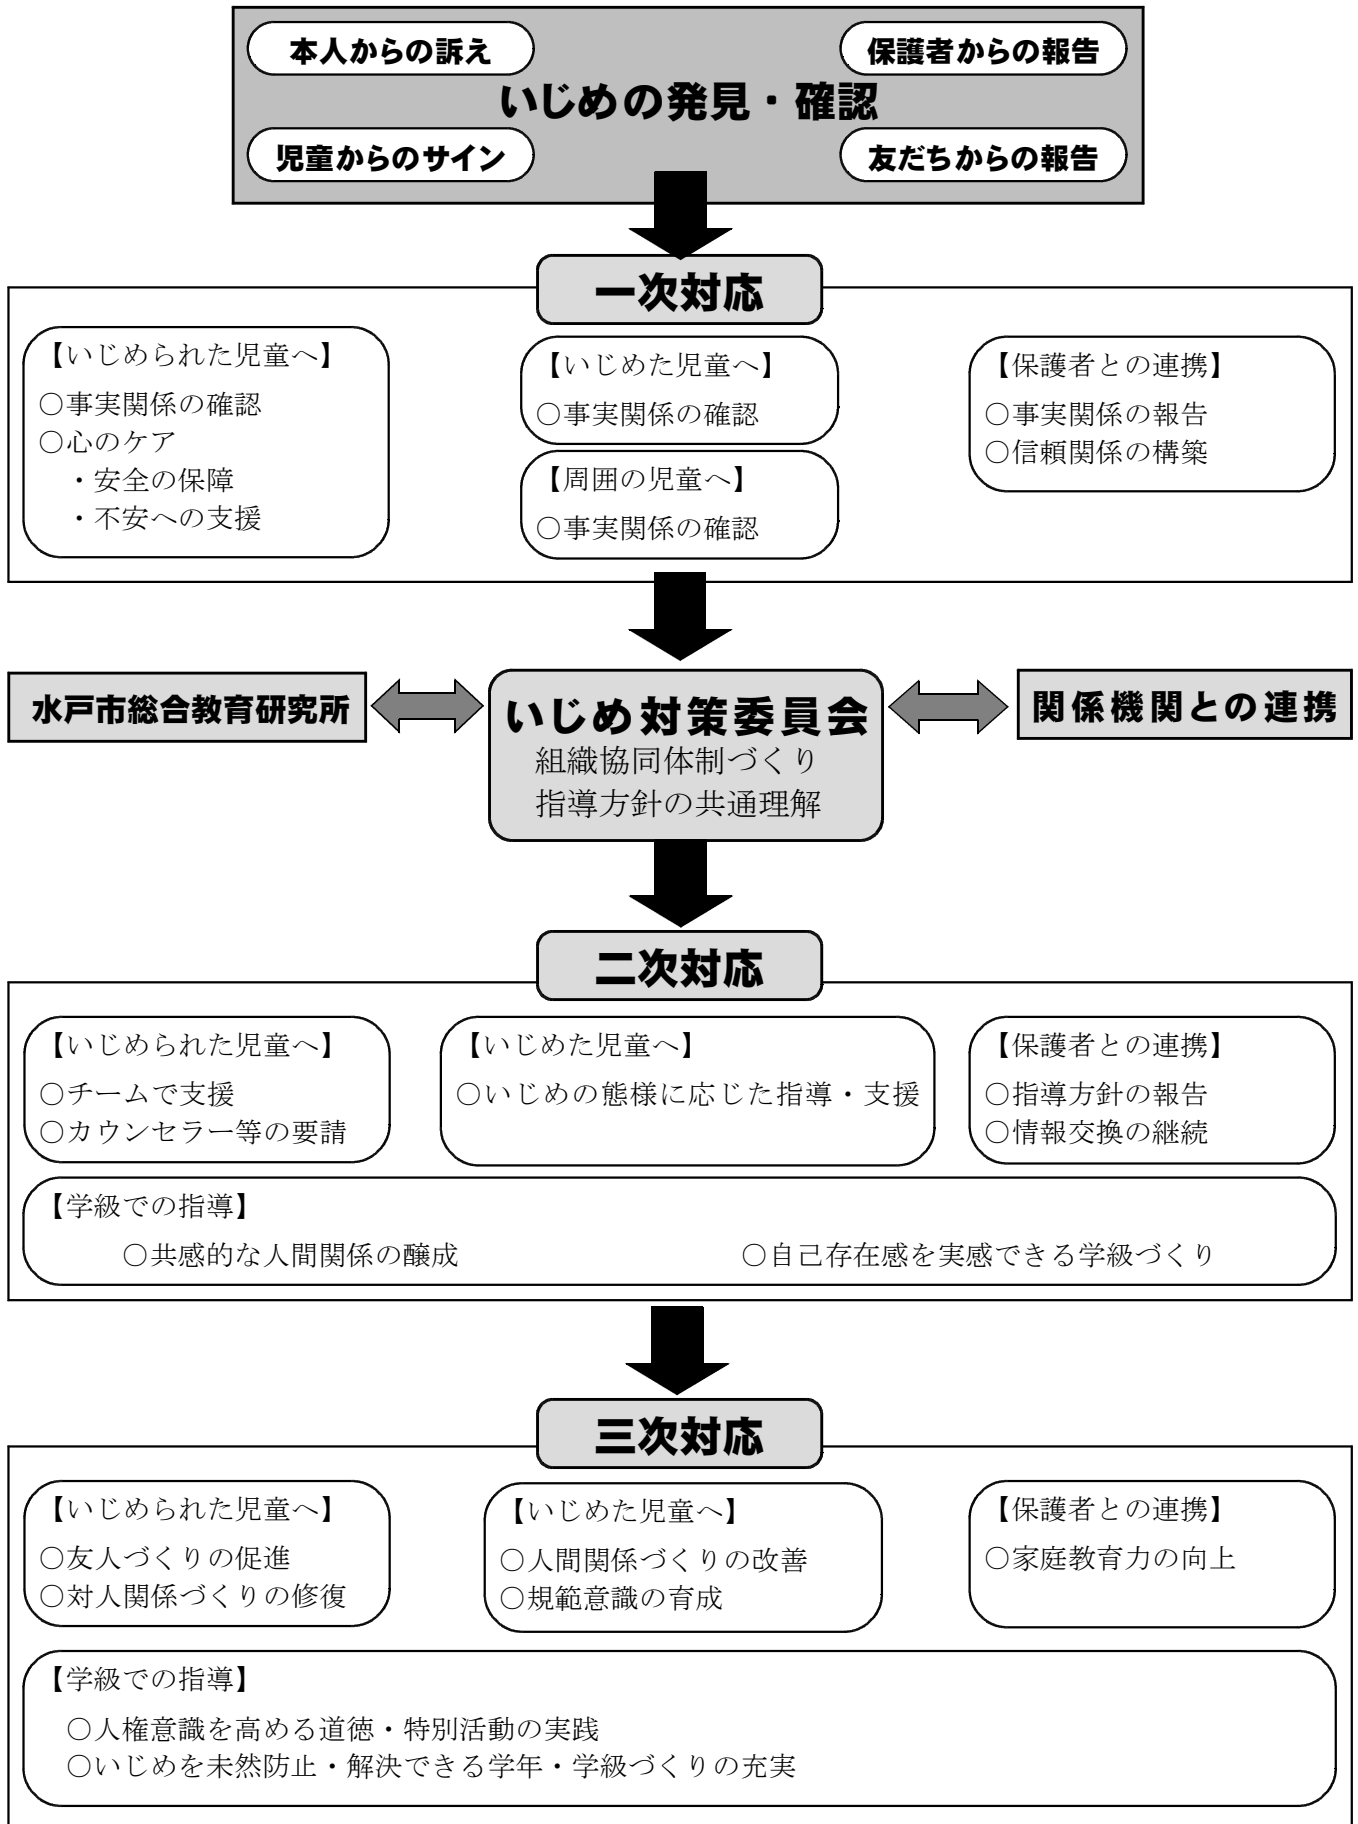 本人からの訴え
保護者からの報告
いじめの発見・確認
児童からのサイン
友だちからの報告
一次対応
【いじめられた児童へ】
○事実関係の確認
○心のケア
・安全の保障
・不安への支援
【いじめた児童へ】
○事実関係の確認
【周囲の児童へ】
○事実関係の確認
【保護者との連携】
○事実関係の報告
○信頼関係の構築
水戸市総合教育研究所
いじめ対策委員会
組織協同体制づくり
指導方針の共通理解
関係機関との連携
二次対応
【いじめられた児童へ】
○チームで支援
○カウンセラー等の要請
【いじめた児童へ】
○いじめの態様に応じた指導・支援
【保護者との連携】
○指導方針の報告
○情報交換の継続
【学級での指導】
○共感的な人間関係の醸成
○自己存在感を実感できる学級づくり
三次対応
【いじめられた児童へ】
○友人づくりの促進
○対人関係づくりの修復
【いじめた児童へ】
○人間関係づくりの改善
○規範意識の育成
【保護者との連携】
○家庭教育力の向上
【学級での指導】
○人権意識を高める道徳・特別活動の実践
○いじめを未然防止・解決できる学年・学級づくりの充実